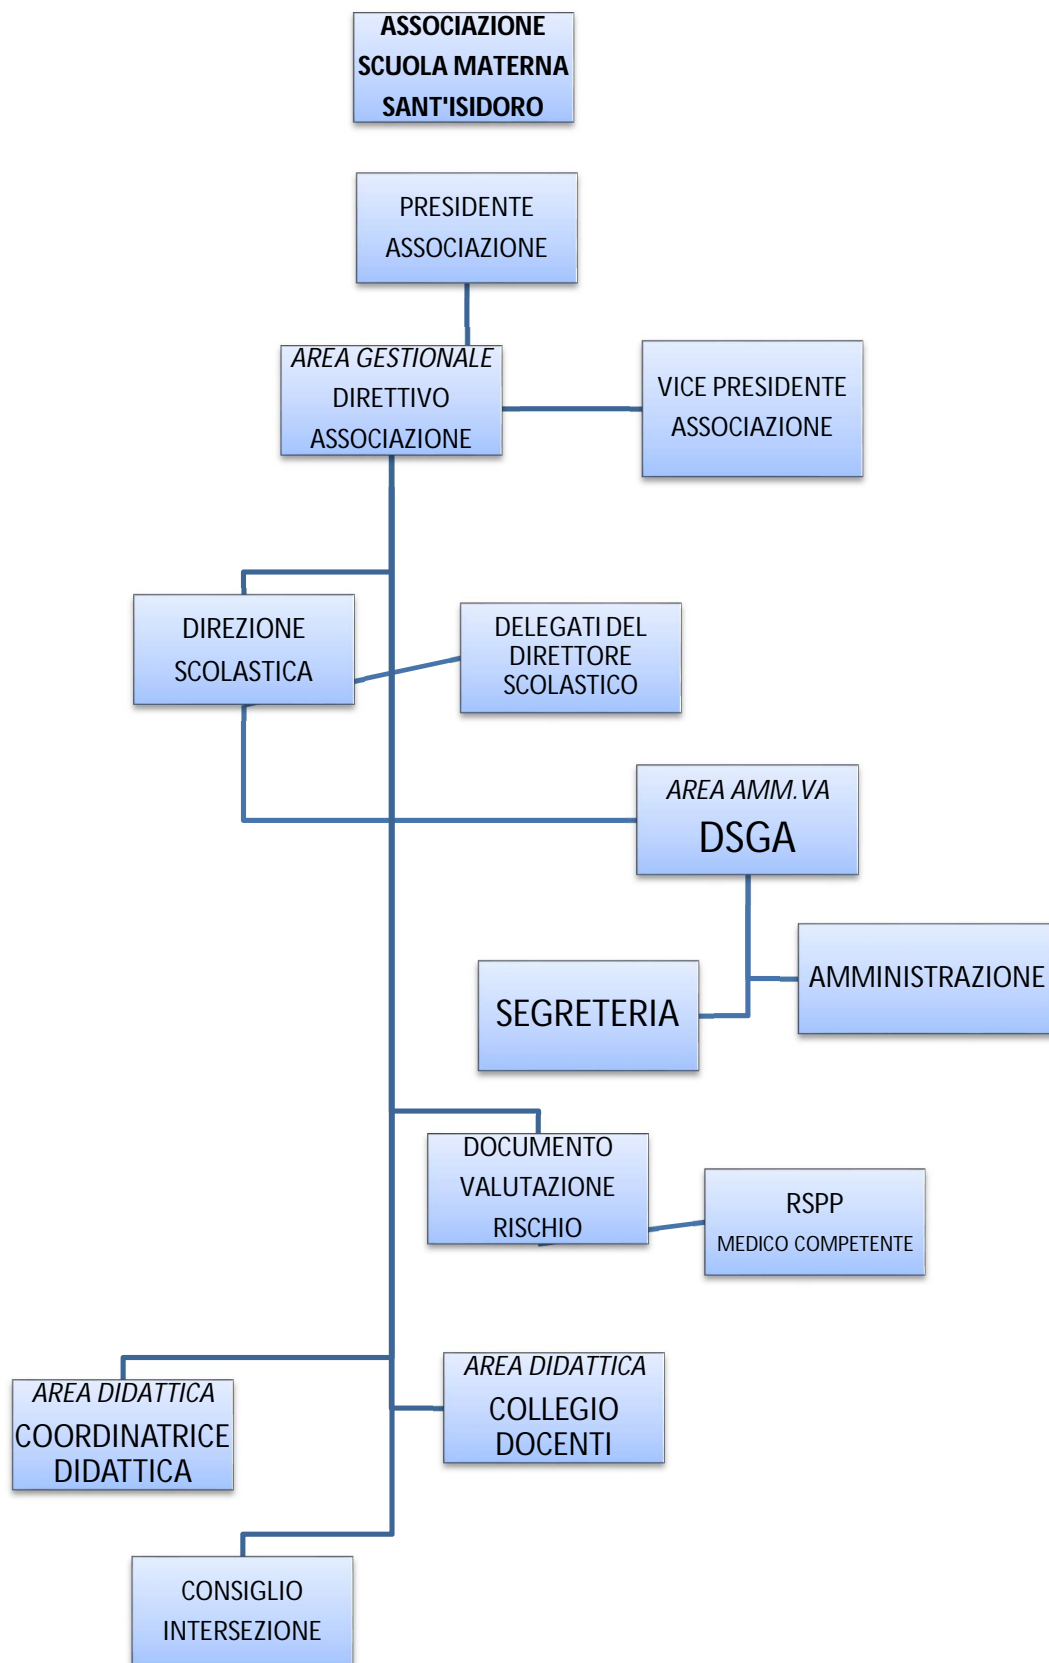 ASSOCIAZIONE
SCUOLA MATERNA
SANT'ISIDORO
PRESIDENTE
ASSOCIAZIONE
AREA GESTIONALE
DIRETTIVO
ASSOCIAZIONE
VICE PRESIDENTE
ASSOCIAZIONE
DIREZIONE
SCOLASTICA
DELEGATI DEL
DIRETTORE
SCOLASTICO
AREA AMM.VA
DSGA
SEGRETERIA
AMMINISTRAZIONE
DOCUMENTO
VALUTAZIONE
RISCHIO
RSPP
MEDICO COMPETENTE
AREA DIDATTICA
COORDINATRICE
DIDATTICA
AREA DIDATTICA
COLLEGIO
DOCENTI
CONSIGLIO
INTERSEZIONE